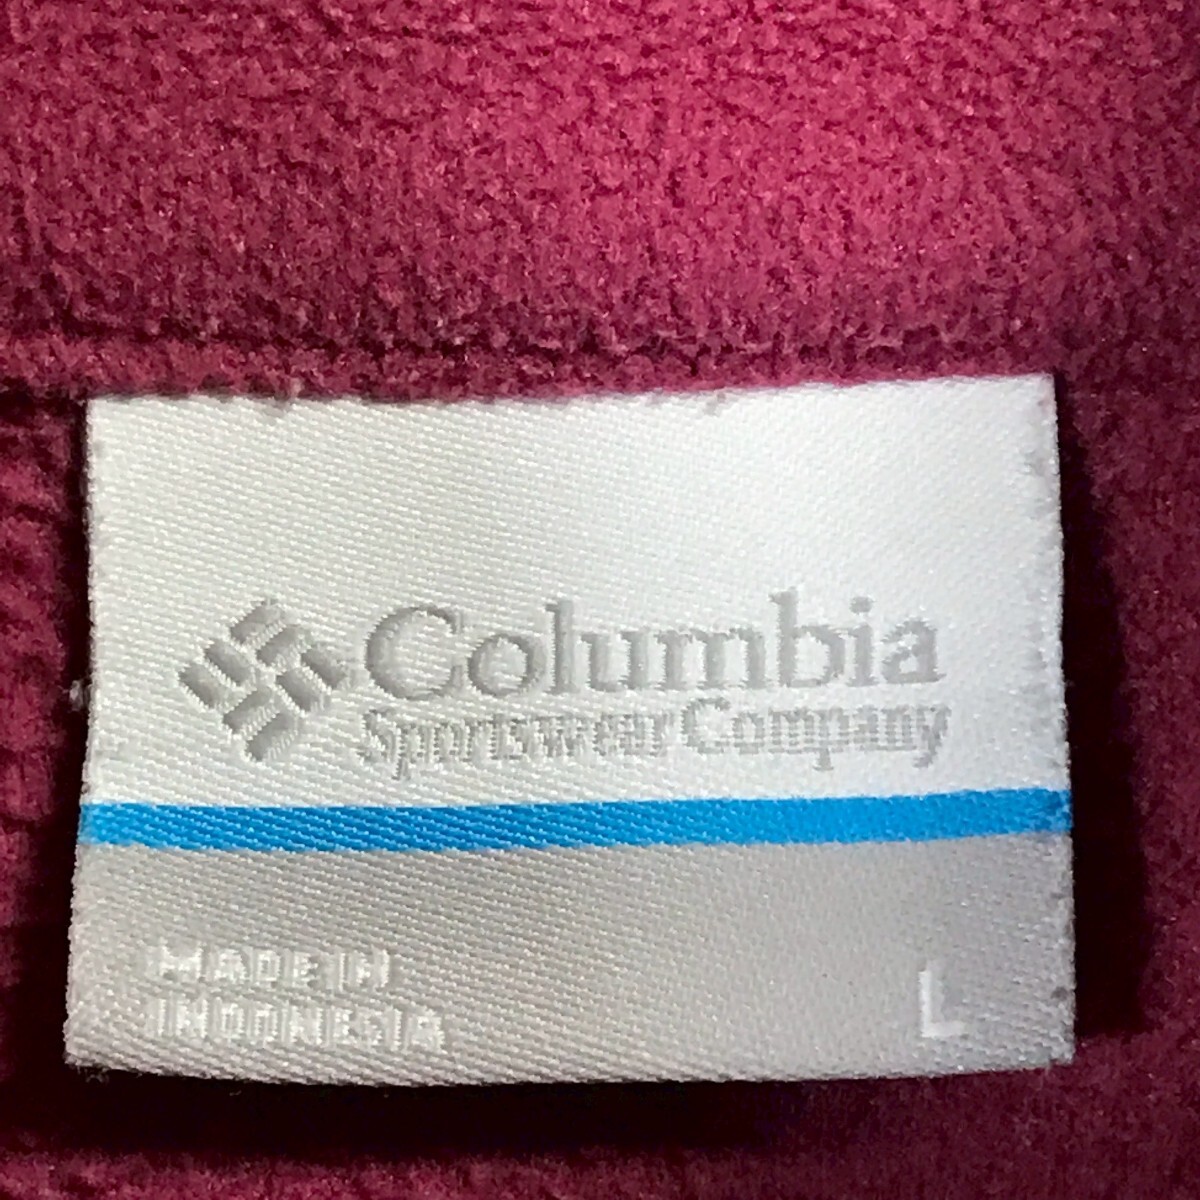 Columbia
Sportswear Company
MADE IN
INDONESIA
L